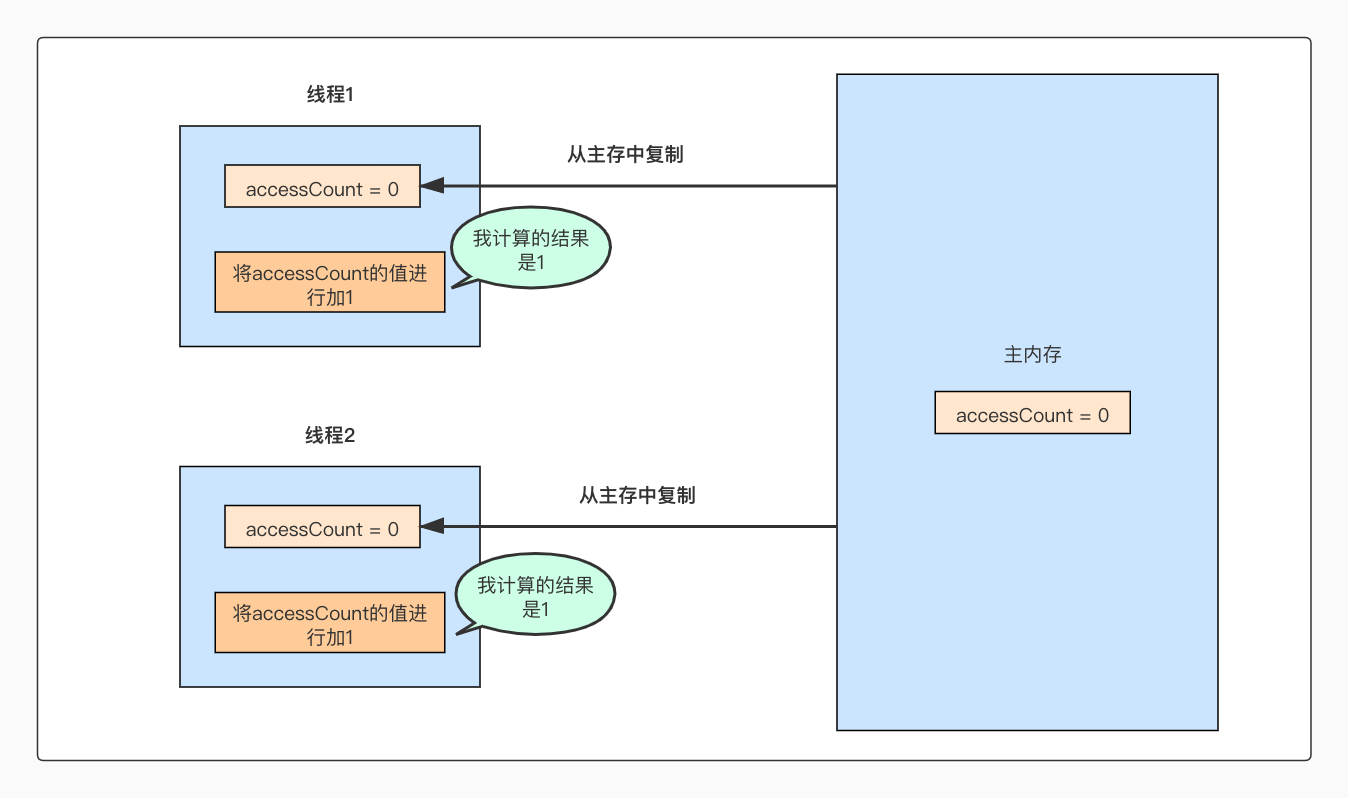 线程1
从主存中复制
accessCount = 0
我计算的结果
是1
将accessCount的值进
行加1
主内存
accessCount = 0
线程2
从主存中复制
accessCount = 0
我计算的结果
是1
将accessCount的值进
行加1